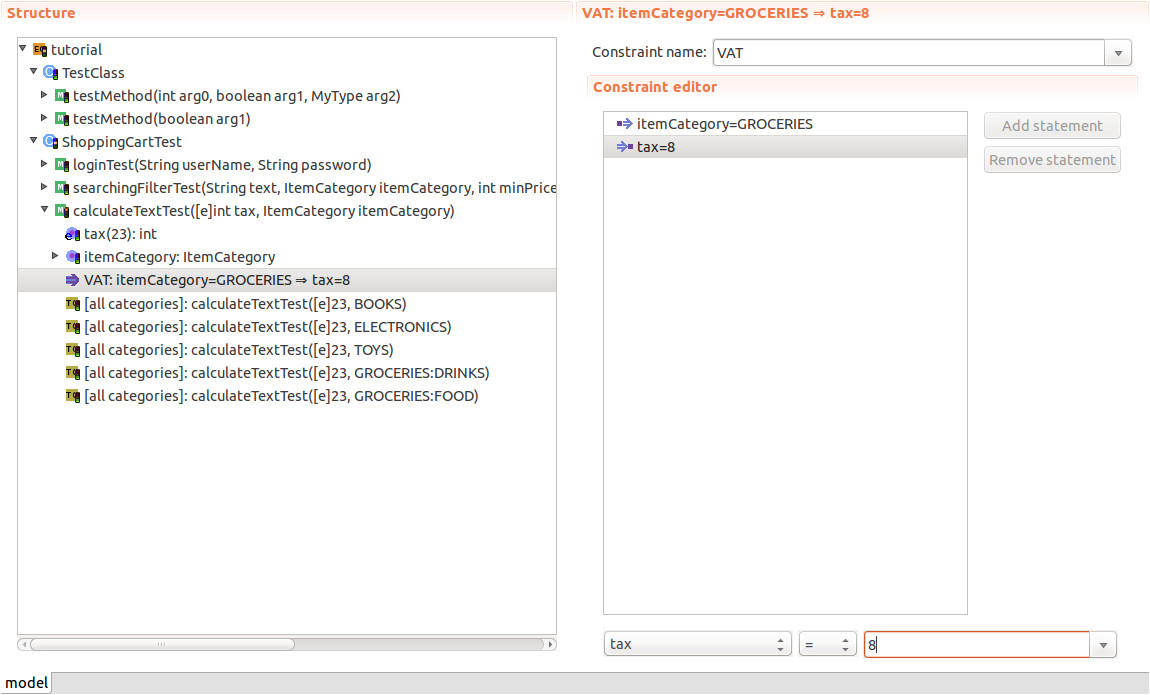 Structure
tutorial
TestClass
testMethod(int arg0, boolean arg1, MyType arg2)
testMethod(boolean arg1)
ShoppingCartTest
loginTest(String userName, String password)
searchingFilterTest(String text, ItemCategory itemCategory, int minPrice
calculateTextTest([e]int tax, ItemCategory itemCategory)
tax(23): int
itemCategory: ItemCategory
VAT: itemCategory=GROCERIES ⇒ tax=8
[all categories]: calculateTextTest([e]23, BOOKS)
[all categories]: calculateTextTest([e]23, ELECTRONICS)
[all categories]: calculateTextTest([e]23, TOYS)
[all categories]: calculateTextTest([e]23, GROCERIES:DRINKS)
[all categories]: calculateTextTest([e]23, GROCERIES:FOOD)
model
VAT: itemCategory=GROCERIES ⇒ tax=8
Constraint name: VAT
Constraint editor
itemCategory=GROCERIES
tax=8
Add statement
Remove statement
tax = 8